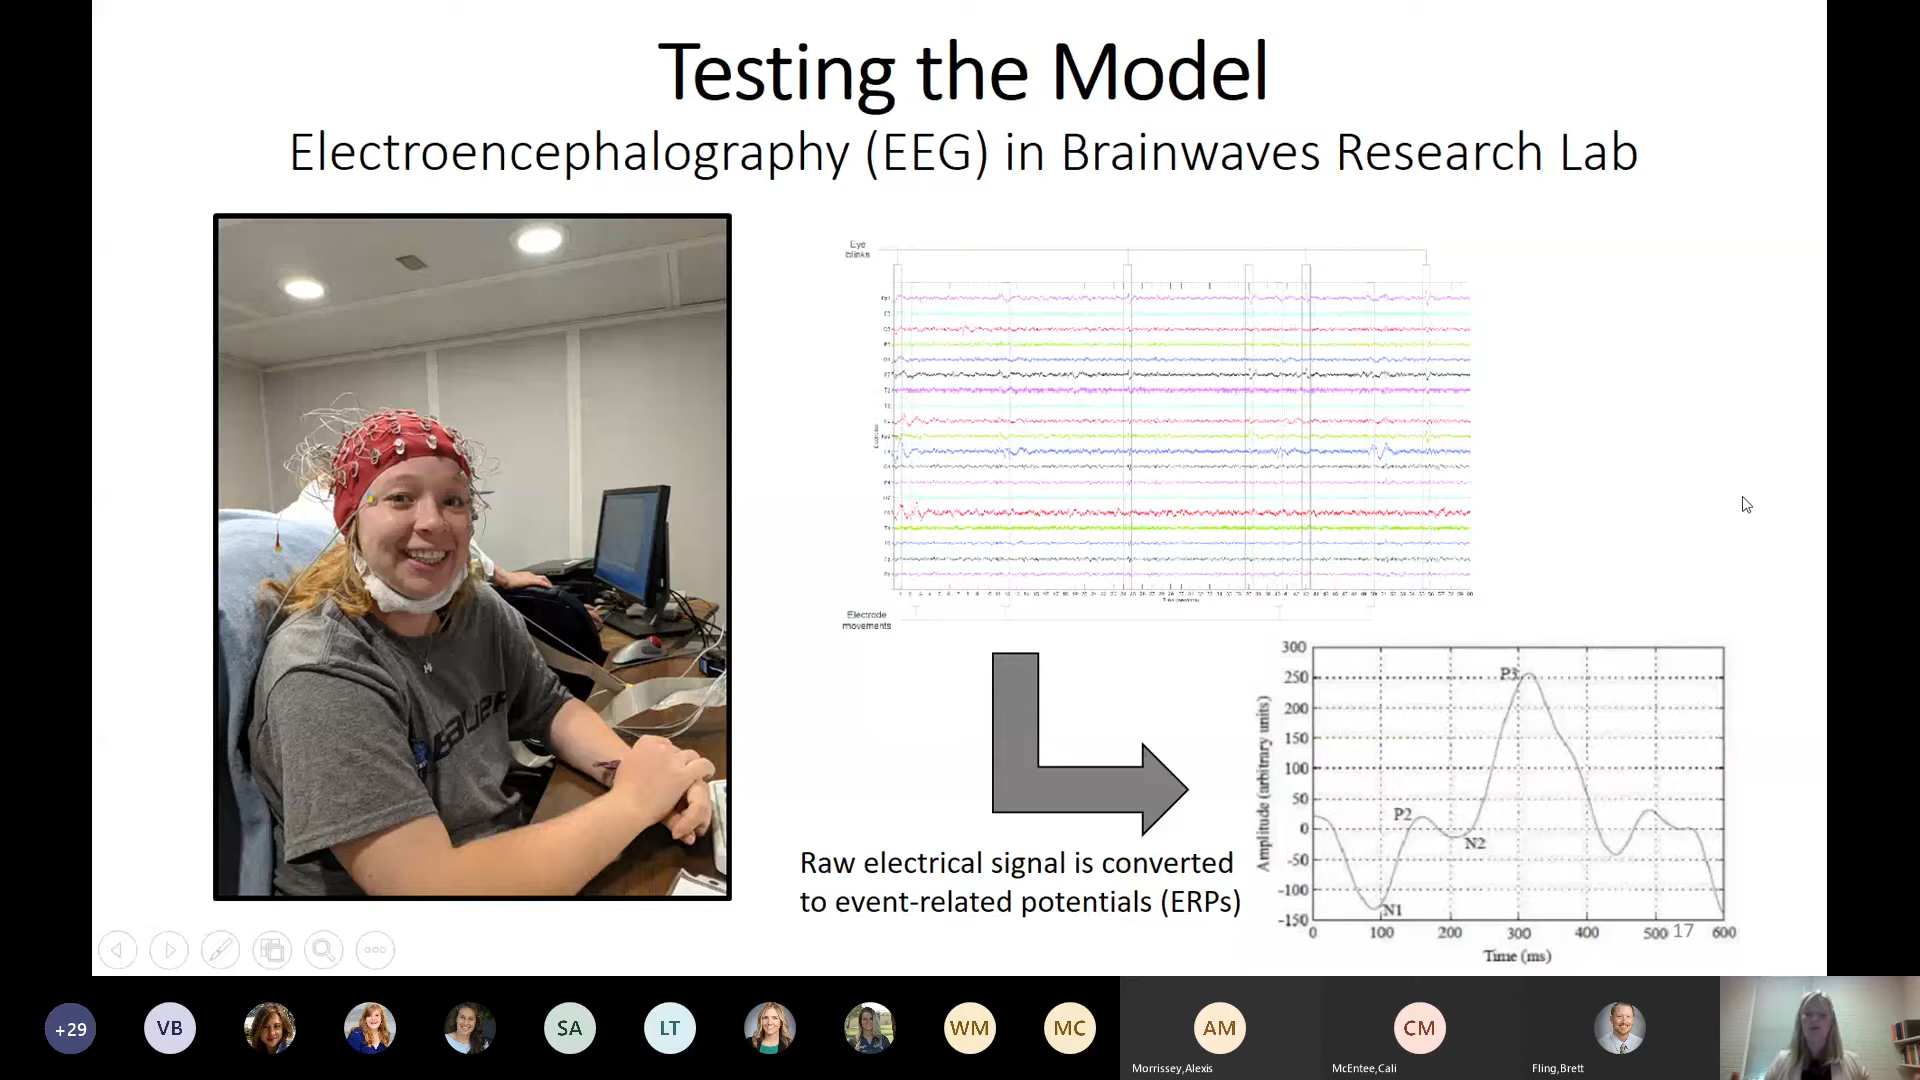 Testing the Model
Electroencephalography (EEG) in Brainwaves Research Lab
Eye
blinks
Time (seconds)
Electrode
movements
BAUER
Raw electrical signal is converted
to event-related potentials (ERPs)
300
250
200
150
100
50
0
-50
-100
-150
Amplitude (arbitrary units)
P3
P2
N2
N1
0 100 200 300 400 500 600
Time (ms)
17
+29
VB
SA
LT
WM
MC
AM
CM
Morrissey,Alexis
McEntee,Cali
Fling,Brett